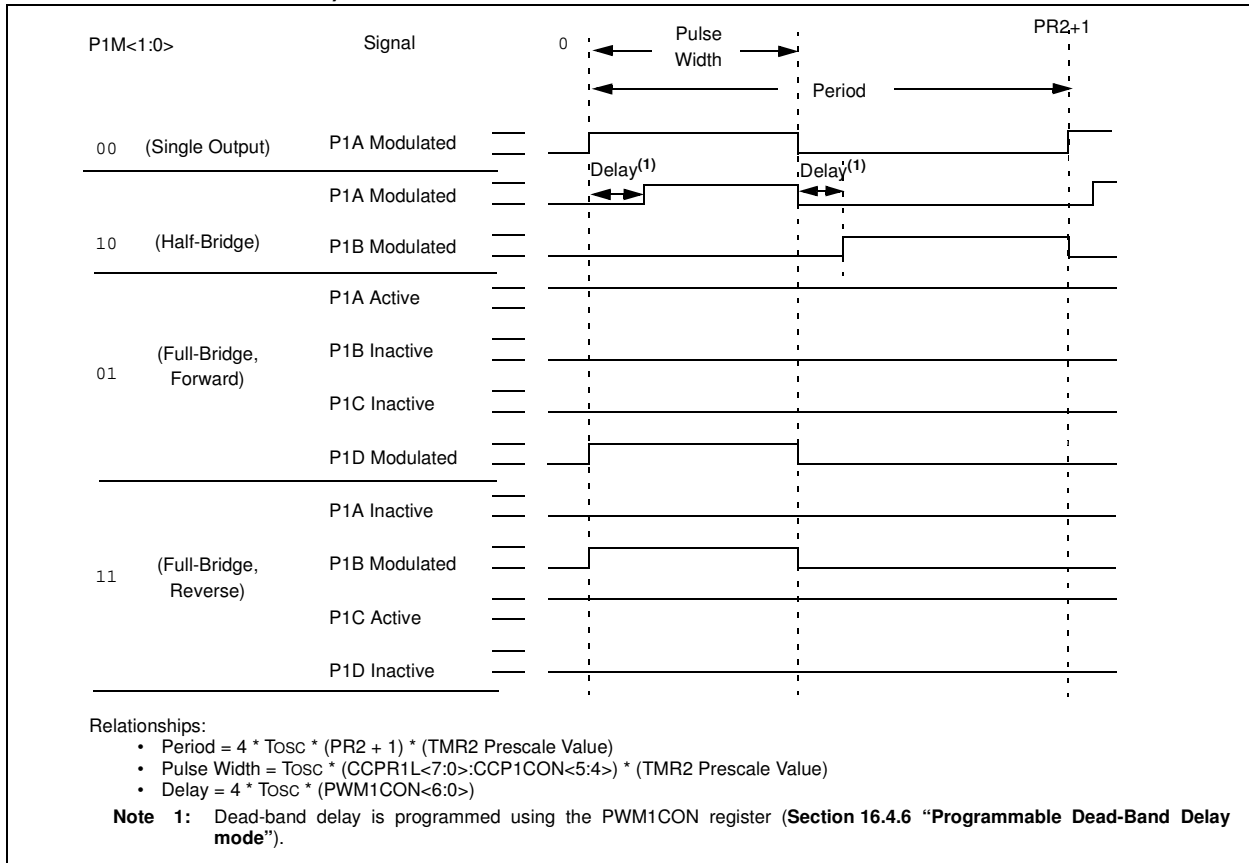 P1M<1:0> Signal 0 Pulse Width PR2+1
Period
00 (Single Output) P1A Modulated
Delay(1) Delay(1)
P1A Modulated
10 (Half-Bridge) P1B Modulated
P1A Active
01 (Full-Bridge, Forward) P1B Inactive
P1C Inactive
P1D Modulated
P1A Inactive
11 (Full-Bridge, Reverse) P1B Modulated
P1C Active
P1D Inactive
Relationships:
• Period = 4 * TOSC * (PR2 + 1) * (TMR2 Prescale Value)
• Pulse Width = TOSC * (CCPR1L<7:0>:CCP1CON<5:4>) * (TMR2 Prescale Value)
• Delay = 4 * TOSC * (PWM1CON<6:0>)
Note 1: Dead-band delay is programmed using the PWM1CON register (Section 16.4.6 “Programmable Dead-Band Delay
mode”).